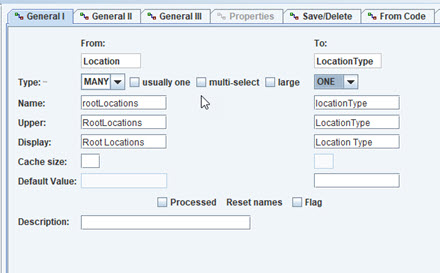 General I General II General III Properties Save/Delete From Code
From: To:
Location LocationType
Type: ~ MANY usually one multi-select large ONE
Name: rootLocations locationType
Upper: RootLocations LocationType
Display: Root Locations Location Type
Cache size:
Default Value:
Processed Reset names Flag
Description: